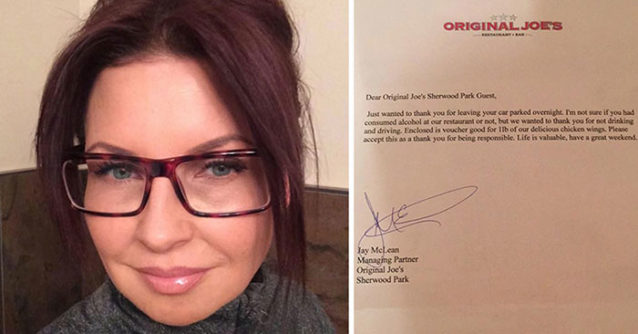 ORIGINAL JOE'S
RESTAURANT • BAR
Dear Original Joe's Sherwood Park Guest,
Just wanted to thank you for leaving your car parked overnight. I'm not sure if you had
consumed alcohol at our restaurant or not, but we wanted to thank you for not drinking
and driving. Enclosed is voucher good for 1lb of our delicious chicken wings. Please
accept this as a thank you for being responsible. Life is valuable, have a great weekend.
Jay McLean
Managing Partner
Original Joe's
Sherwood Park